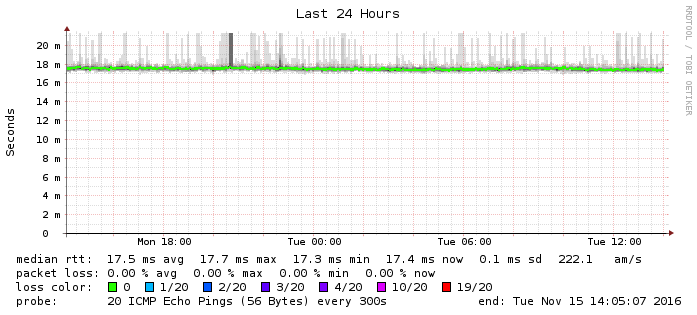 Last 24 Hours
RRDTOOL / TOBI OETIKER
Seconds
20 m
18 m
16 m
14 m
12 m
10 m
8 m
6 m
4 m
2 m
0
Mon 18:00 Tue 00:00 Tue 06:00 Tue 12:00
median rtt: 17.5 ms avg 17.7 ms max 17.3 ms min 17.4 ms now 0.1 ms sd 222.1 am/s
packet loss: 0.00 % avg 0.00 % max 0.00 % min 0.00 % now
loss color: 0 1/20 2/20 3/20 4/20 10/20 19/20
probe: 20 ICMP Echo Pings (56 Bytes) every 300s end: Tue Nov 15 14:05:07 2016